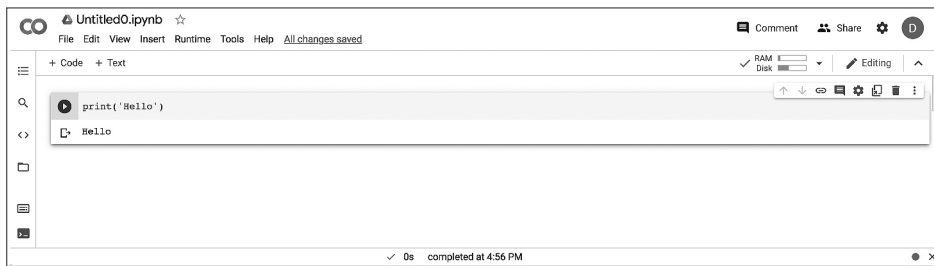 CO
Untitled0.ipynb
Comment Share D
File Edit View Insert Runtime Tools Help All changes saved
+ Code + Text
RAM
Disk
Editing
print('Hello')
Hello
0s completed at 4:56 PM